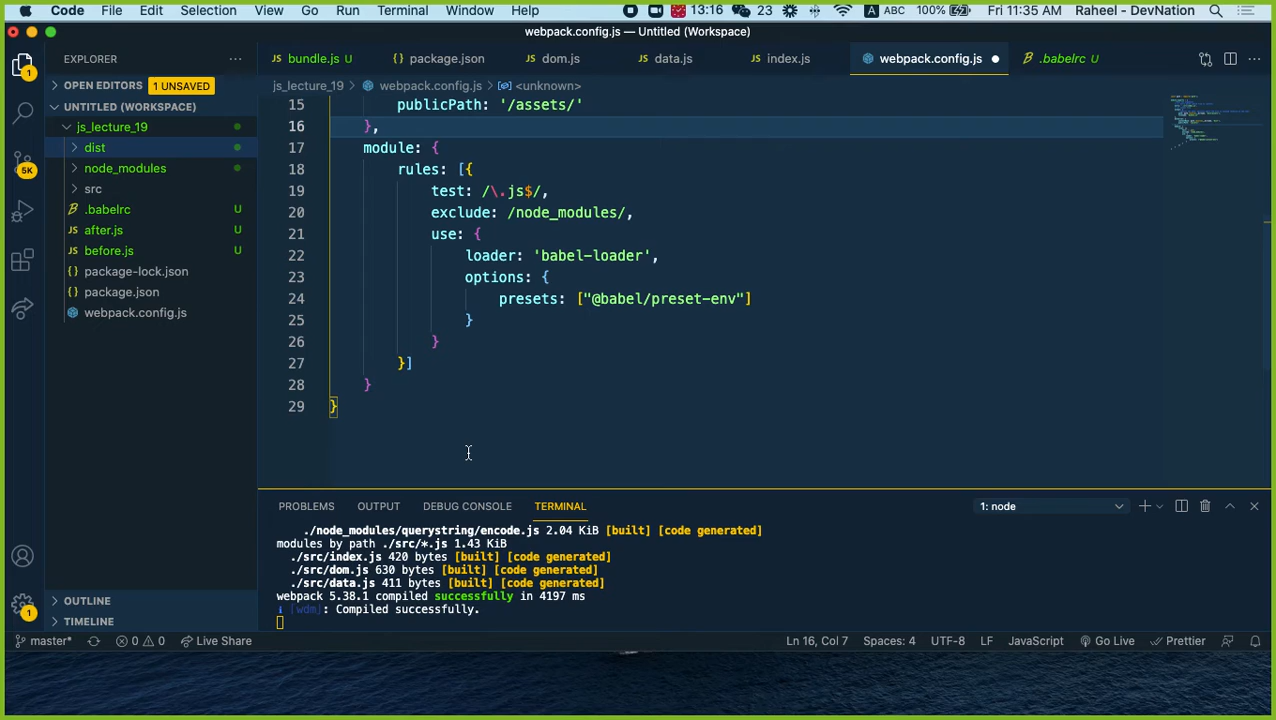 Code File Edit Selection View Go Run Terminal Window Help 13:16 23 A ABC 100% Fri 11:35 AM Raheel - DevNation
webpack.config.js — Untitled (Workspace)
EXPLORER
bundle.js U
package.json
dom.js
data.js
index.js
webpack.config.js
.babelrc U
OPEN EDITORS 1 UNSAVED
js_lecture_19 > webpack.config.js > <unknown>
UNTITLED (WORKSPACE)
js_lecture_19
dist
node_modules
src
.babelrc U
after.js U
before.js U
package-lock.json
package.json
webpack.config.js
OUTLINE
TIMELINE
1
5K
1
15 publicPath: '/assets/'
16 },
17 module: {
18 rules: [{
19 test: /\.js$/,
20 exclude: /node_modules/,
21 use: {
22 loader: 'babel-loader',
23 options: {
24 presets: ["@babel/preset-env"]
25 }
26 }
27 }]
28 }
29 }
PROBLEMS OUTPUT DEBUG CONSOLE TERMINAL 1: node
./node_modules/querystring/encode.js 2.04 KiB [built] [code generated]
modules by path ./src/*.js 1.43 KiB
./src/index.js 420 bytes [built] [code generated]
./src/dom.js 630 bytes [built] [code generated]
./src/data.js 411 bytes [built] [code generated]
webpack 5.38.1 compiled successfully in 4197 ms
i [wdm]: Compiled successfully.
master* 0 0 Live Share Ln 16, Col 7 Spaces: 4 UTF-8 LF JavaScript Go Live Prettier